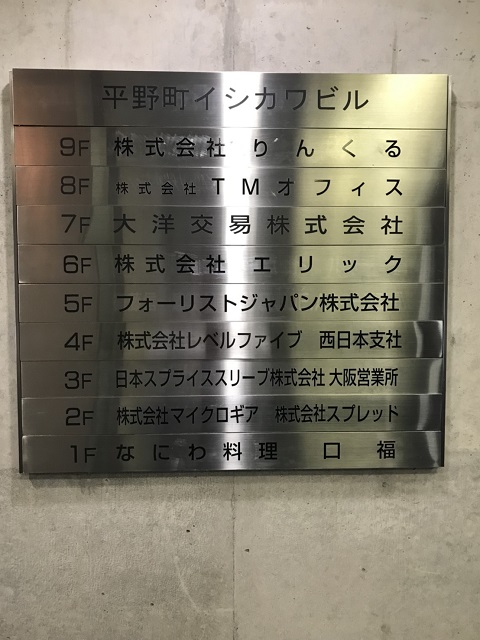 平野町イシカワビル
9F 株式会社りんくる
8F 株式会社TMオフィス
7F 大洋交易株式会社
6F 株式会社エリック
5F フォーリストジャパン株式会社
4F 株式会社レベルファイブ 西日本支社
3F 日本スプライススリーブ株式会社 大阪営業所
2F 株式会社マイクロギア 株式会社スプレッド
1F なにわ料理 口福